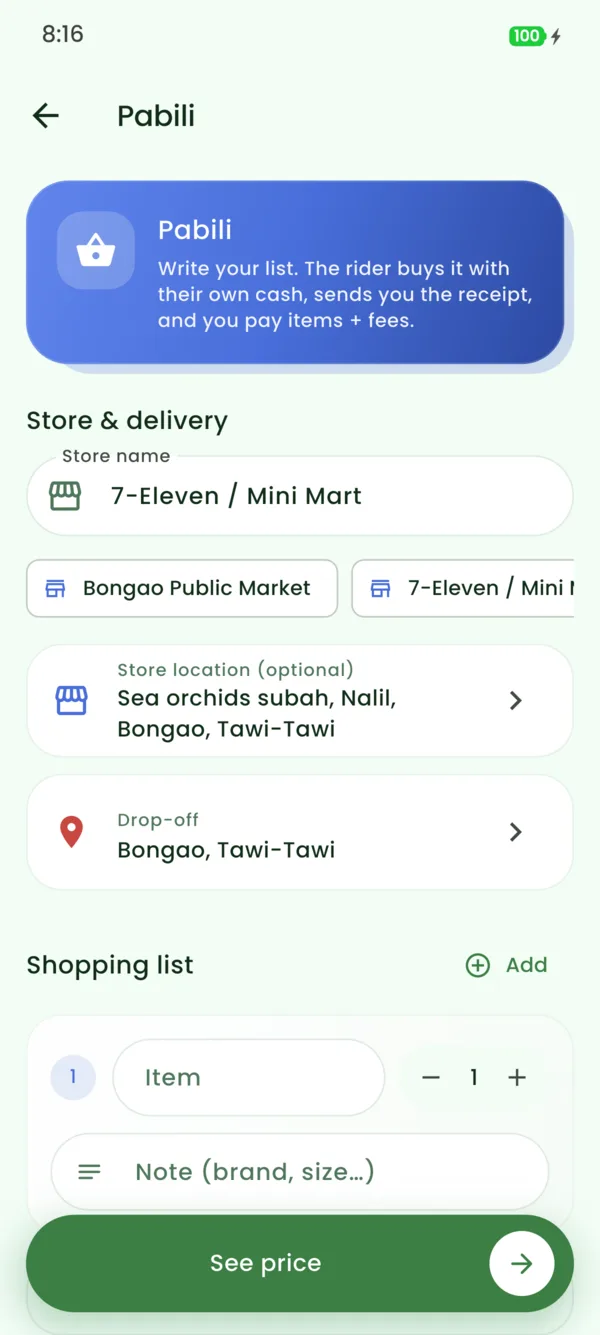 8:16
100
Pabili
Pabili
Write your list. The rider buys it with
their own cash, sends you the receipt,
and you pay items + fees.
Store & delivery
Store name
7-Eleven / Mini Mart
Bongao Public Market
7-Eleven / Mini
Store location (optional)
Sea orchids subah, Nalil,
Bongao, Tawi-Tawi
Drop-off
Bongao, Tawi-Tawi
Shopping list
Add
1
Item
1
Note (brand, size…)
See price